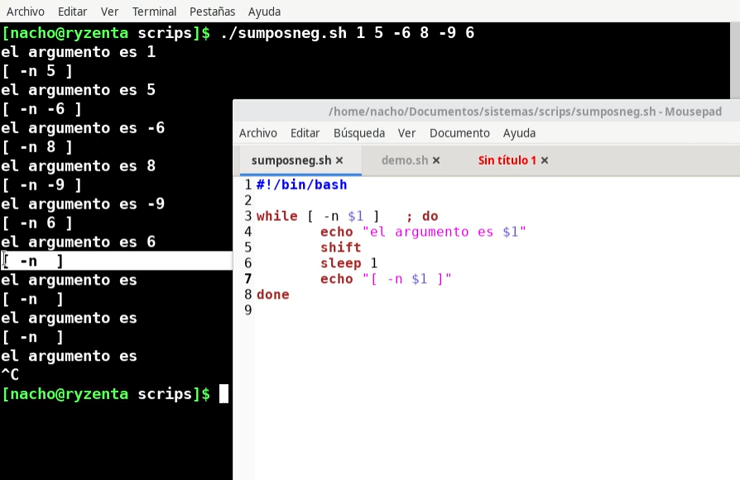 Archivo Editar Ver Terminal Pestañas Ayuda
[nacho@ryzenta scrips]$ ./sumposneg.sh 1 5 -6 8 -9 6
el argumento es 1
[ -n 5 ]
el argumento es 5
[ -n -6 ]
el argumento es -6
[ -n 8 ]
el argumento es 8
[ -n -9 ]
el argumento es -9
[ -n 6 ]
el argumento es 6
[ -n  ]
el argumento es
[ -n  ]
el argumento es
[ -n  ]
el argumento es
^C
[nacho@ryzenta scrips]$
/home/nacho/Documentos/sistemas/scrips/sumposneg.sh - Mousepad
Archivo Editar Búsqueda Ver Documento Ayuda
sumposneg.sh × demo.sh × Sin título 1 ×
1 #!/bin/bash
2
3 while [ -n $1 ]   ; do
4         echo "el argumento es $1"
5         shift
6         sleep 1
7         echo "[ -n $1 ]"
8 done
9